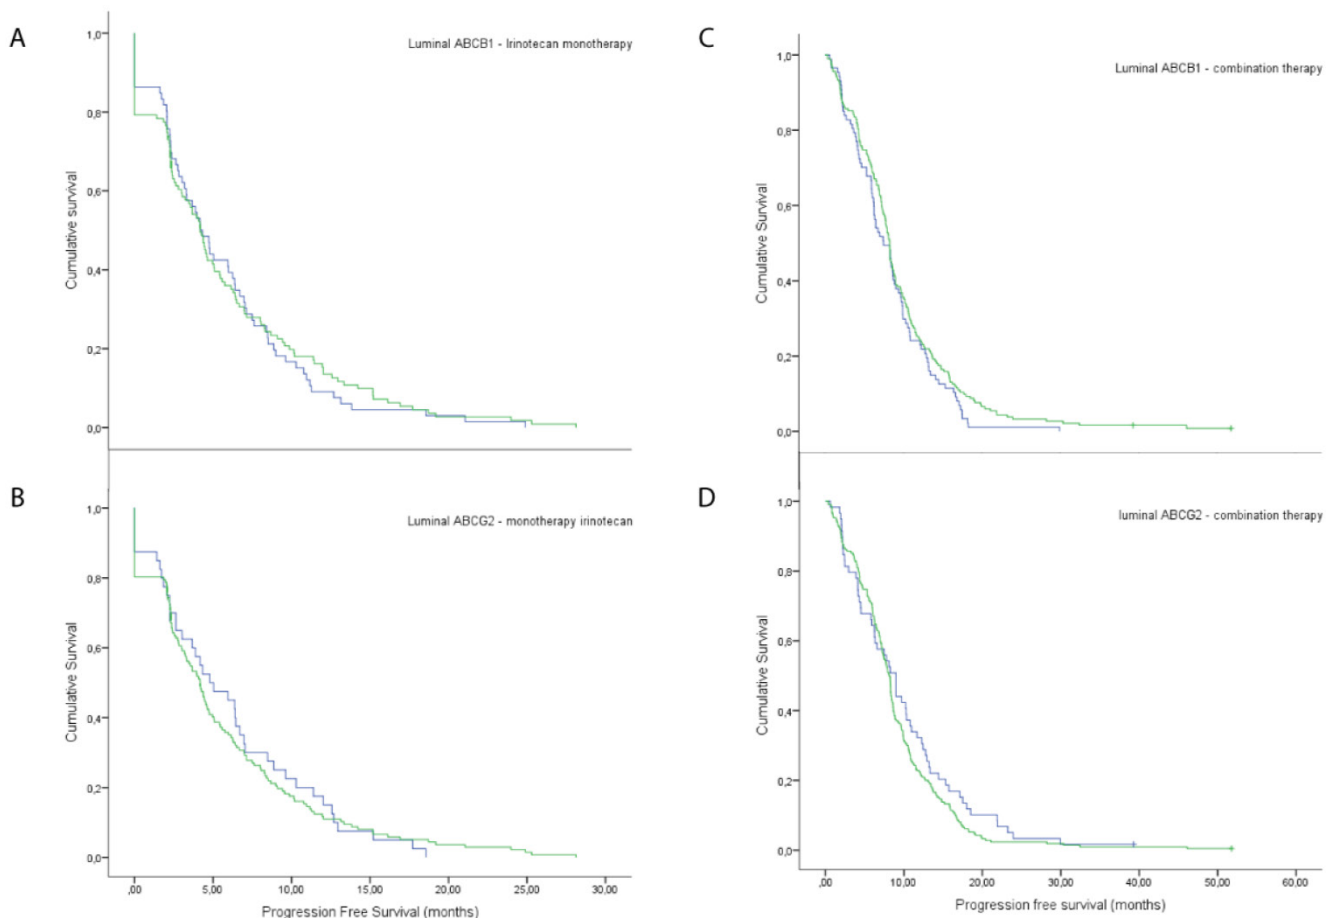 A
Luminal ABCB1 - Irinotecan monotherapy
Cumulative survival
1,0
0,8
0,6
0,4
0,2
0,0
B
Luminal ABCG2 - monotherapy irinotecan
Cumulative Survival
1,0
0,8
0,6
0,4
0,2
0,0
,00 5,00 10,00 15,00 20,00 25,00 30,00
Progression Free Survival (months)
C
Luminal ABCB1 - combination therapy
Cumulative Survival
1,0
0,8
0,6
0,4
0,2
0,0
D
luminal ABCG2 - combination therapy
Cumulative Survival
1,0
0,8
0,6
0,4
0,2
0,0
,00 10,00 20,00 30,00 40,00 50,00 60,00
Progression free survival (months)